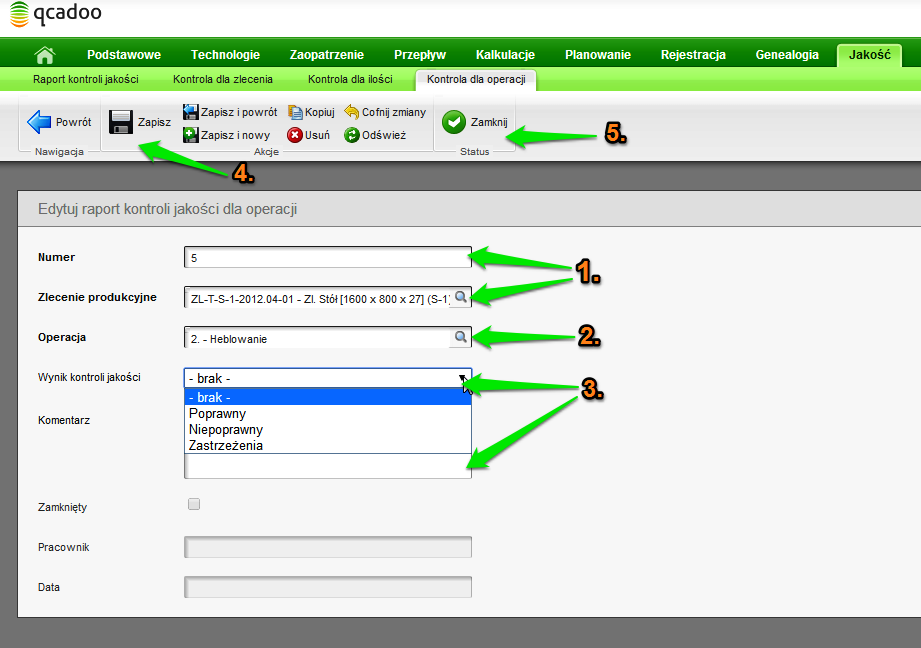 qcadoo
Podstawowe Technologie Zaopatrzenie Przepływ Kalkulacje Planowanie Rejestracja Genealogia Jakość
Raport kontroli jakości Kontrola dla zlecenia Kontrola dla ilości Kontrola dla operacji
Powrót Zapisz Zapisz i powrót Kopiuj Cofnij zmiany Zamknij
Zapisz i nowy Usuń Odśwież
Nawigacja Akcje Status
5.
4.
Edytuj raport kontroli jakości dla operacji
Numer 5
1.
Zlecenie produkcyjne ZL-T-S-1-2012.04-01 - Zl. Stół [1600 x 800 x 27] (S-1)
Operacja 2. - Heblowanie 2.
Wynik kontroli jakości - brak -
3.
- brak -
Poprawny
Komentarz
Niepoprawny
Zastrzeżenia
Zamknięty
Pracownik
Data